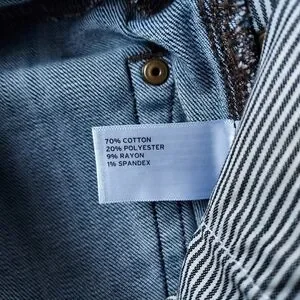 70% COTTON
20% POLYESTER
9% RAYON
1% SPANDEX